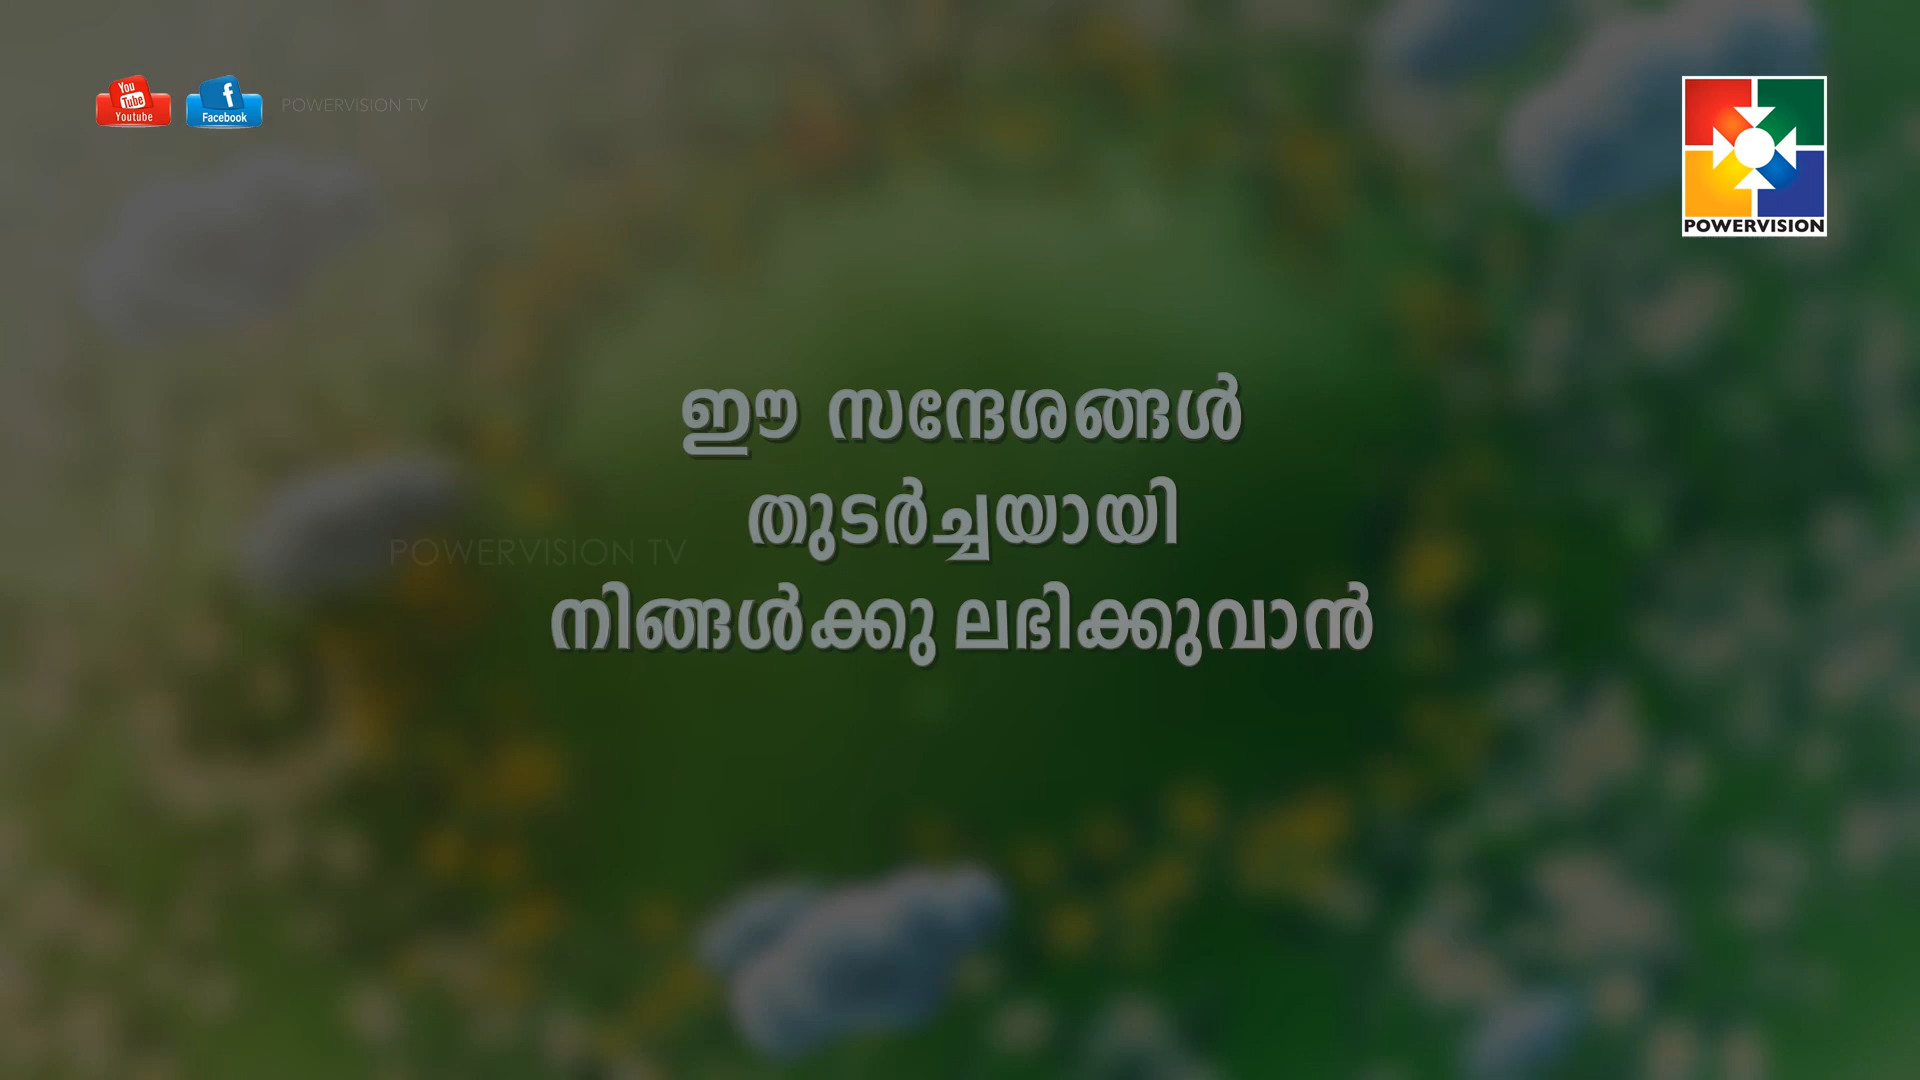 You
Tube
Youtube
f
Facebook
POWERVISION TV
POWERVISION
ഈ സന്ദേശങ്ങൾ
തുടർച്ചയായി
POWERVISION TV
നിങ്ങൾക്കു ലഭിക്കുവാൻ